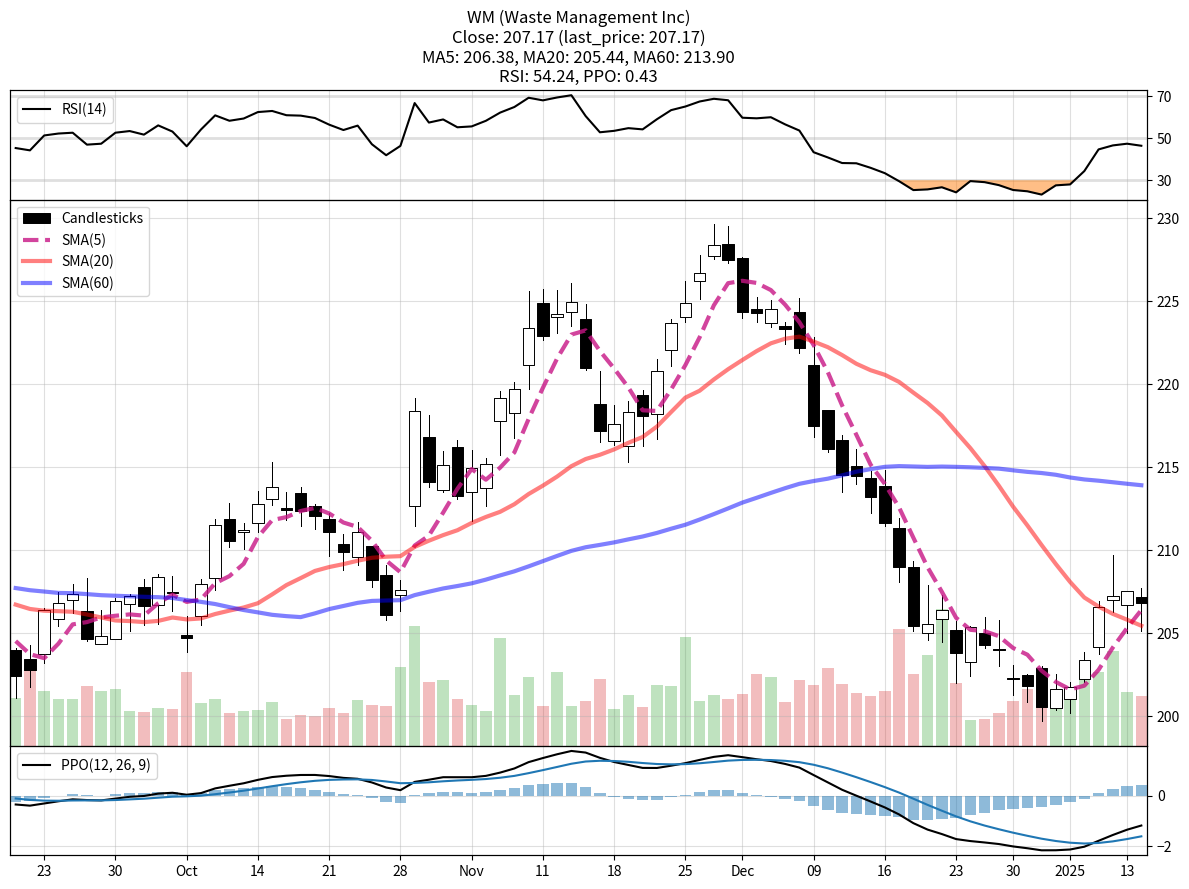 WM (Waste Management Inc)
Close: 207.17 (last_price: 207.17)
MA5: 206.38, MA20: 205.44, MA60: 213.90
RSI: 54.24, PPO: 0.43
RSI(14)
70
50
30
Candlesticks
SMA(5)
SMA(20)
SMA(60)
230
225
220
215
210
205
200
PPO(12, 26, 9)
0
−2
23 30 Oct 14 21 28 Nov 11 18 25 Dec 09 16 23 30 2025 13